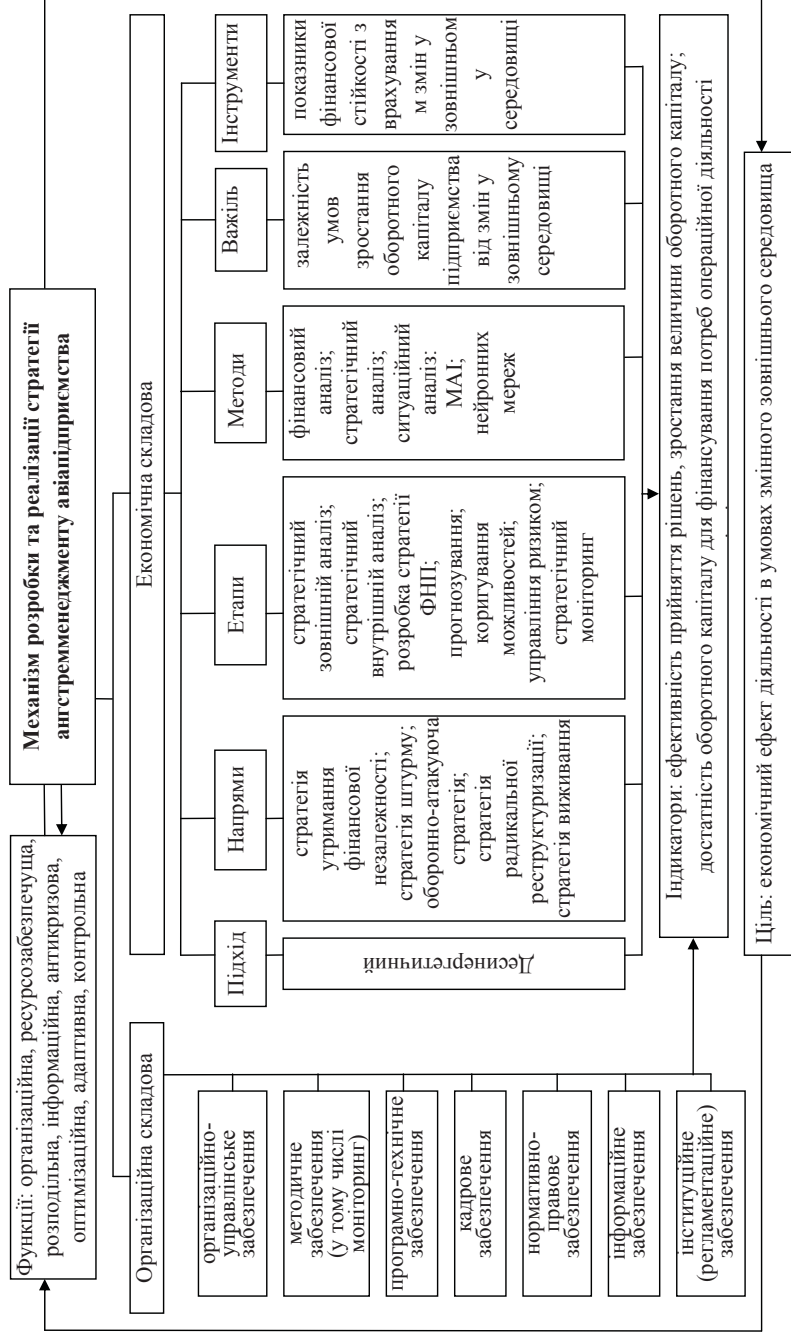 Механізм розробки та реалізації стратегії
ангстремменеджменту авіапідприємства
Функції: організаційна, ресурсозабезпечуща,
розподільна, інформаційна, антикризова,
оптимізаційна, адаптивна, контрольна
Організаційна складова
організаційно-
управлінське
забезпечення
методичне
забезпечення
(у тому числі
моніторинг)
програмно-технічне
забезпечення
кадрове
забезпечення
нормативно-
правове
забезпечення
інформаційне
забезпечення
інституційне
(регламентаційне)
забезпечення
Економічна складова
Підхід
Десинергетичний
Напрями
стратегія
утримання
фінансової
незалежності;
стратегія штурму;
оборонно-атакуюча
стратегія;
стратегія
радикальної
реструктуризації;
стратегія виживання
Етапи
стратегічний
зовнішній аналіз;
стратегічний
внутрішній аналіз;
розробка стратегії
ФНП;
прогнозування;
коригування
можливостей;
управління ризиком;
стратегічний
моніторинг
Методи
фінансовий
аналіз;
стратегічний
аналіз;
ситуаційний
аналіз:
МАІ;
нейронних
мереж
Важіль
залежність
умов
зростання
оборотного
капіталу
підприємства
від змін у
зовнішньому
середовищі
Інструменти
показники
фінансової
стійкості з
врахування
м змін у
зовнішньом
у
середовищі
Індикатори: ефективність прийняття рішень, зростання величини оборотного капіталу;
достатність оборотного капіталу для фінансування потреб операційної діяльності
Ціль: економічний ефект діяльності в умовах змінного зовнішнього середовища